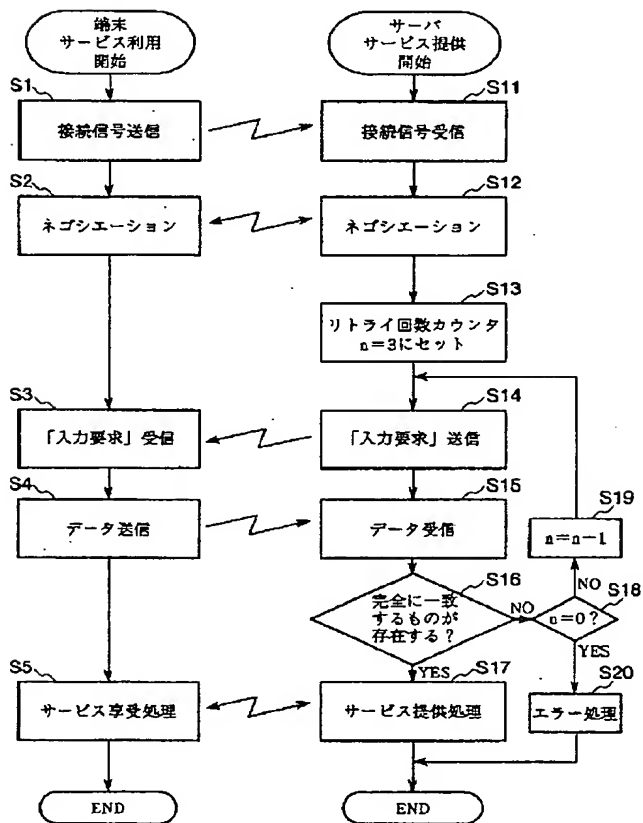 端末
サービス利用
開始
S1
接続信号送信
S2
ネゴシエーション
S3
「入力要求」受信
S4
データ送信
S5
サービス享受処理
END
サーバ
サービス提供
開始
S11
接続信号受信
S12
ネゴシエーション
S13
リトライ回数カウンタ
n=3にセット
S14
「入力要求」送信
S15
データ受信
S16
完全に一致
するものが
存在する?
NO
YES
S17
サービス提供処理
END
S18
n=0?
NO
YES
S19
n=n-1
S20
エラー処理